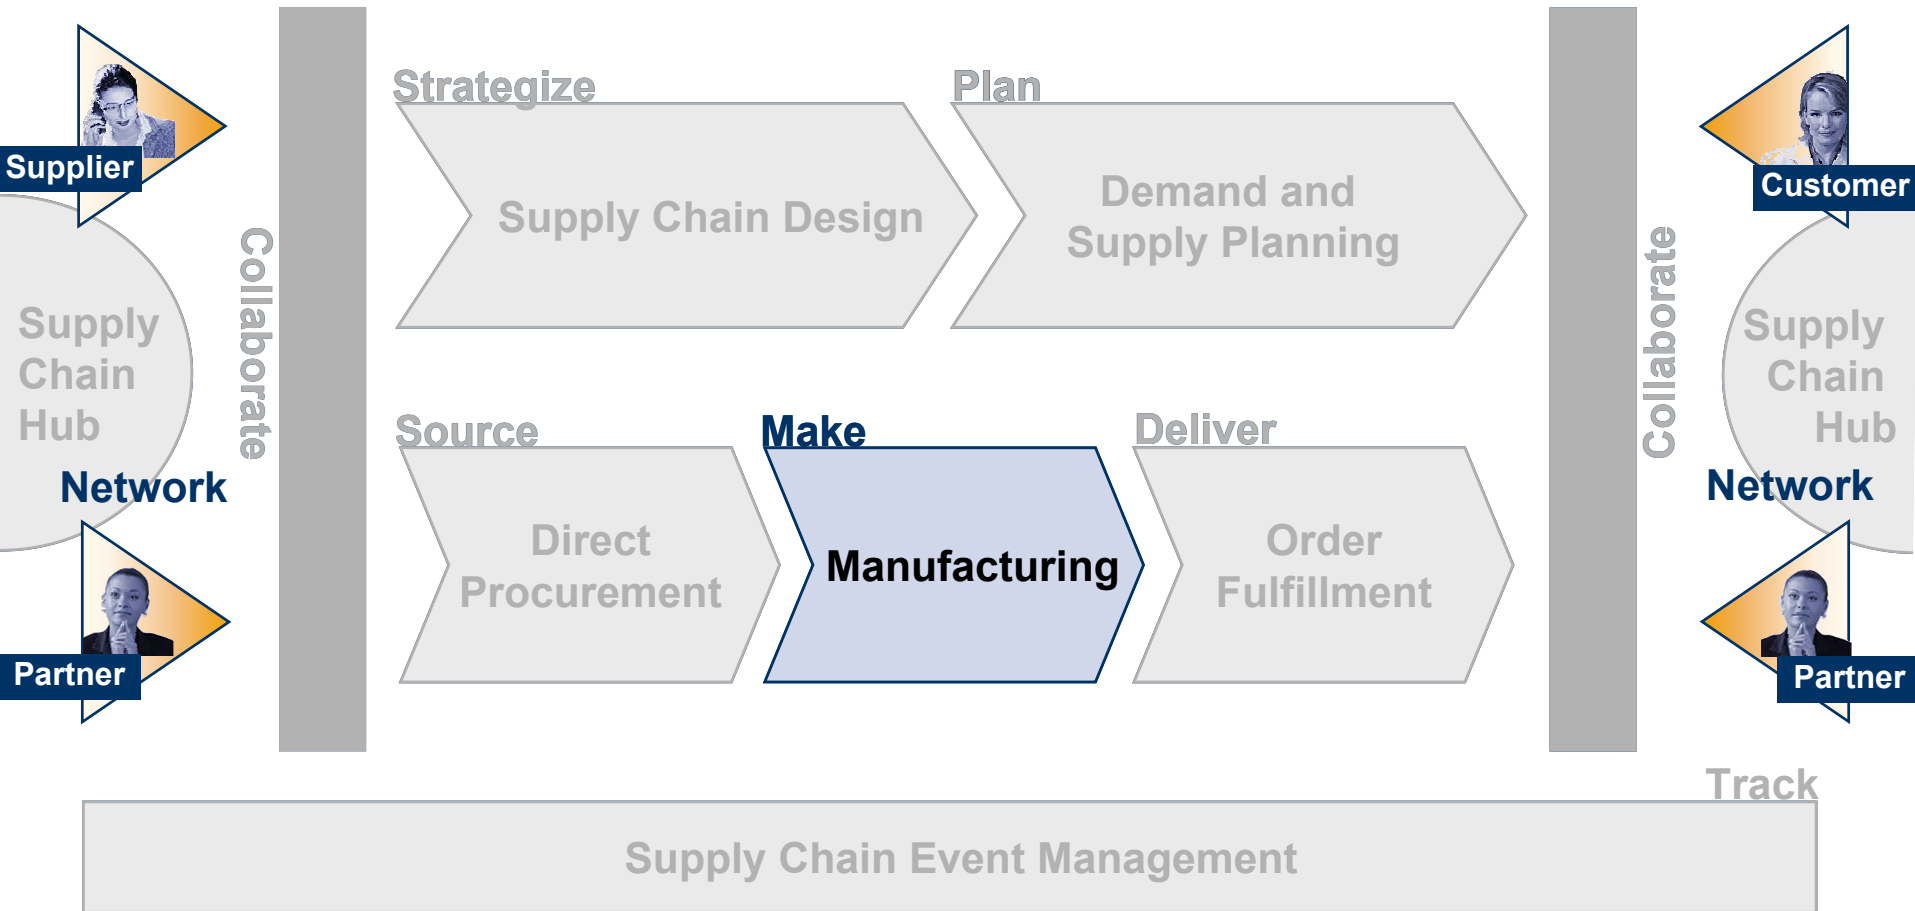 Strategize
Plan
Supplier
Customer
Supply Chain Design
Demand and
Supply Planning
Collaborate
Collaborate
Supply
Chain
Hub
Supply
Chain
Hub
Source
Make
Deliver
Network
Network
Direct
Procurement
Manufacturing
Order
Fulfillment
Partner
Partner
Track
Supply Chain Event Management